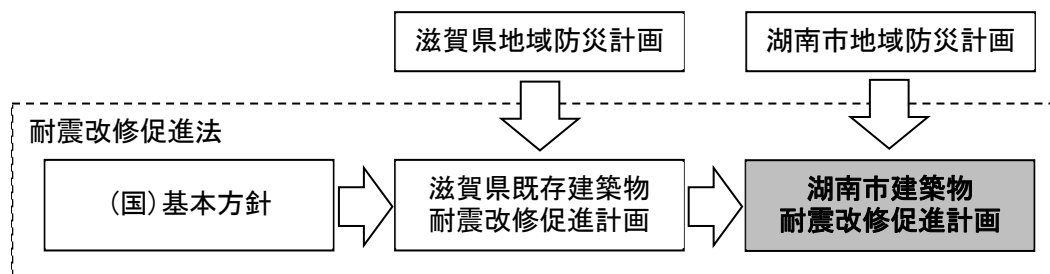 滋賀県地域防災計画
湖南市地域防災計画
耐震改修促進法
(国)基本方針
滋賀県既存建築物
耐震改修促進計画
湖南市建築物
耐震改修促進計画